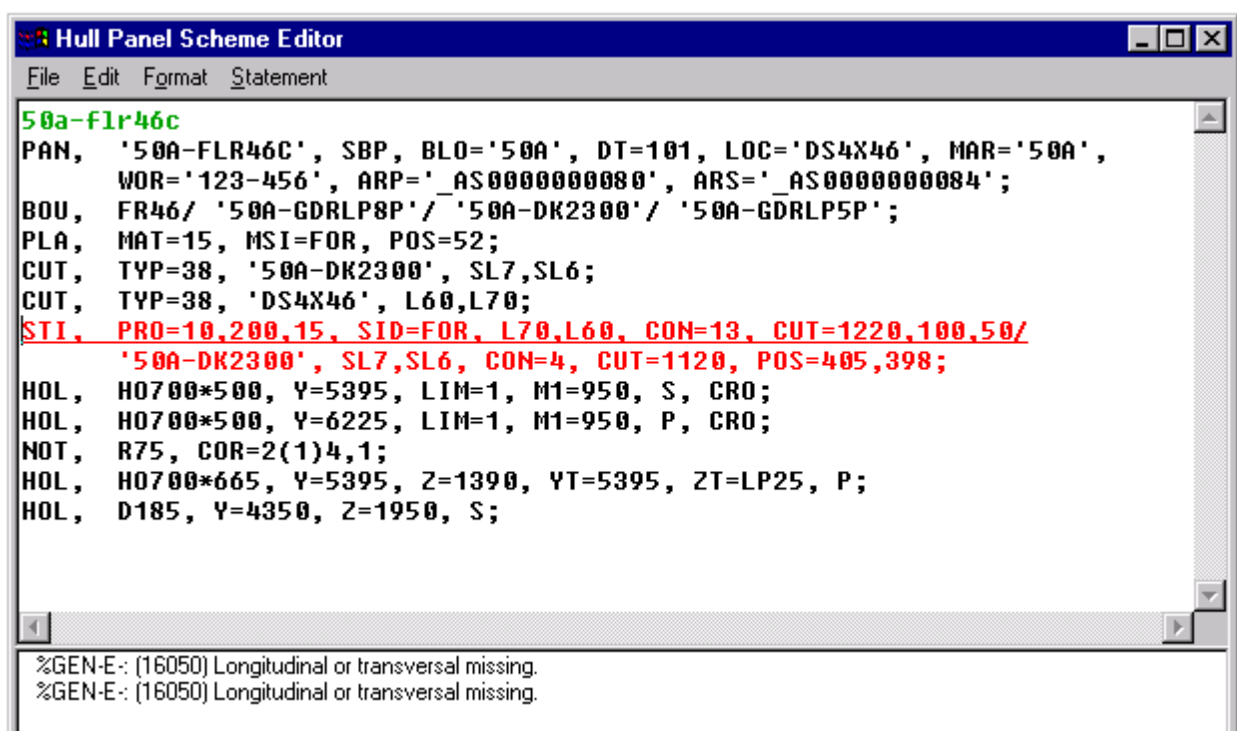 Hull Panel Scheme Editor
File Edit Format Statement
50a-flr46c
PAN, '50A-FLR46C', SBP, BLO='50A', DT=101, LOC='DS4X46', MAR='50A',
WOR='123-456', ARP='_AS0000000080', ARS='_AS0000000084';
BOU, FR46/ '50A-GDRLP8P'/ '50A-DK2300'/ '50A-GDRLP5P';
PLA, MAT=15, MSI=FOR, POS=52;
CUT, TYP=38, '50A-DK2300', SL7,SL6;
CUT, TYP=38, 'DS4X46', L60,L70;
STI, PRO=10,200,15, SID=FOR, L70,L60, CON=13, CUT=1220,100,50/
'50A-DK2300', SL7,SL6, CON=4, CUT=1120, POS=405,398;
HOL, HO700*500, Y=5395, LIM=1, M1=950, S, CRO;
HOL, HO700*500, Y=6225, LIM=1, M1=950, P, CRO;
NOT, R75, COR=2(1)4,1;
HOL, HO700*665, Y=5395, Z=1390, YT=5395, ZT=LP25, P;
HOL, D185, Y=4350, Z=1950, S;
%GEN-E-: (16050) Longitudinal or transversal missing.
%GEN-E-: (16050) Longitudinal or transversal missing.